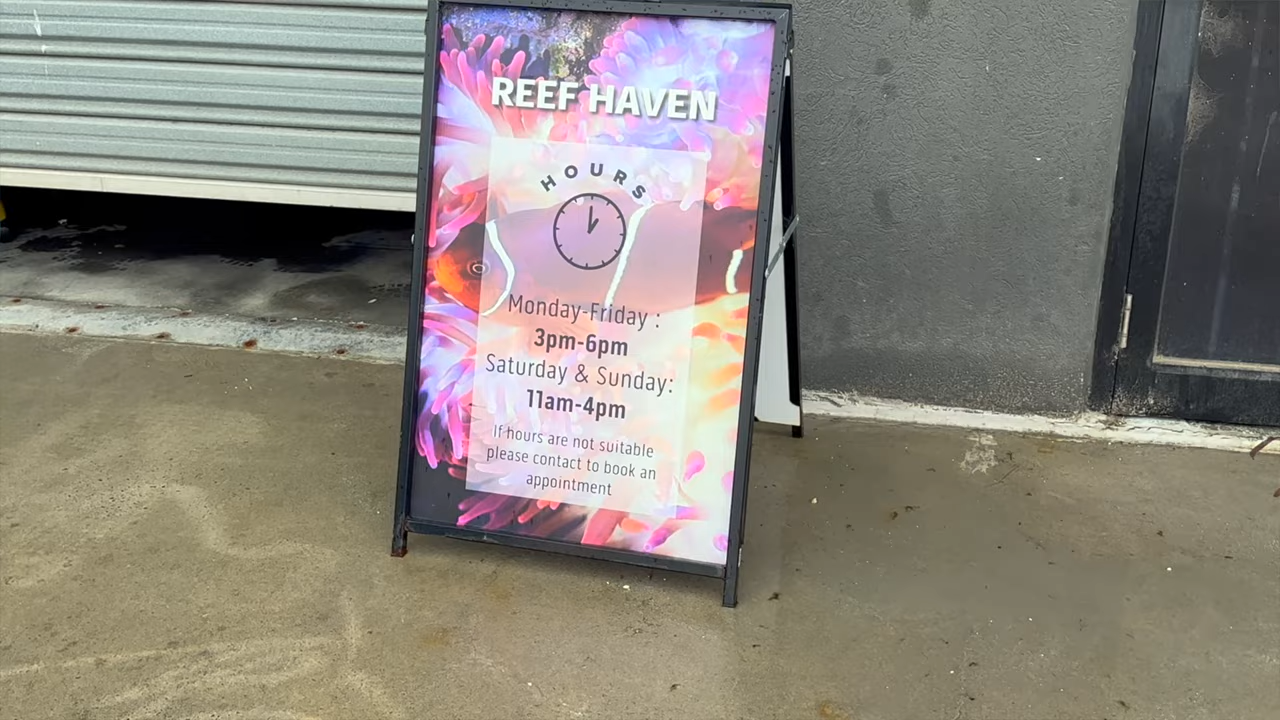 REEF HAVEN
HOURS
Monday-Friday :
3pm-6pm
Saturday & Sunday:
11am-4pm
If hours are not suitable
please contact to book an
appointment